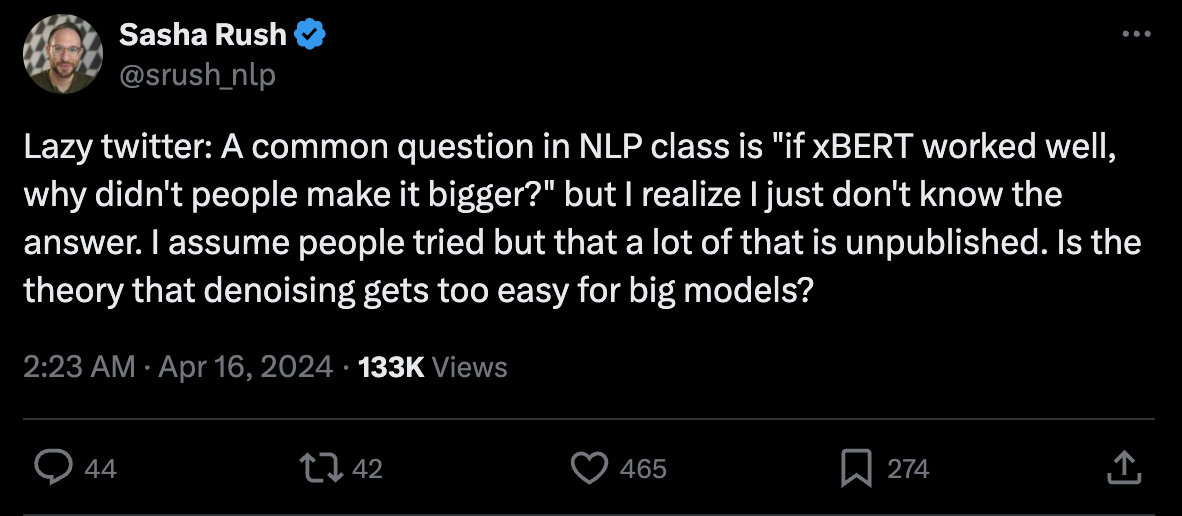 Sasha Rush
@srush_nlp
Lazy twitter: A common question in NLP class is "if xBERT worked well,
why didn't people make it bigger?" but I realize I just don't know the
answer. I assume people tried but that a lot of that is unpublished. Is the
theory that denoising gets too easy for big models?
2:23 AM · Apr 16, 2024 · 133K Views
44 42 465 274